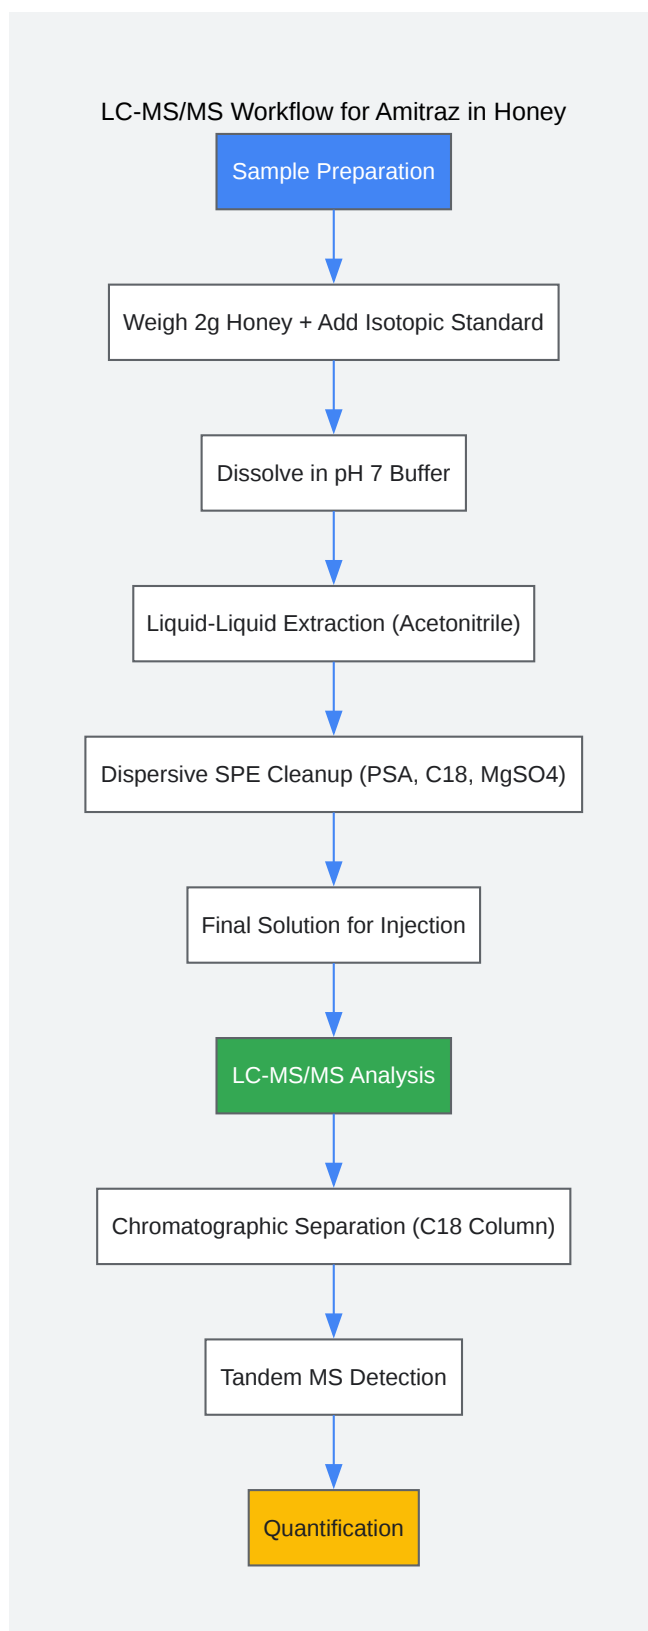 LC-MS/MS Workflow for Amitraz in Honey
Sample Preparation
Weigh 2g Honey + Add Isotopic Standard
Dissolve in pH 7 Buffer
Liquid-Liquid Extraction (Acetonitrile)
Dispersive SPE Cleanup (PSA, C18, MgSO4)
Final Solution for Injection
LC-MS/MS Analysis
Chromatographic Separation (C18 Column)
Tandem MS Detection
Quantification